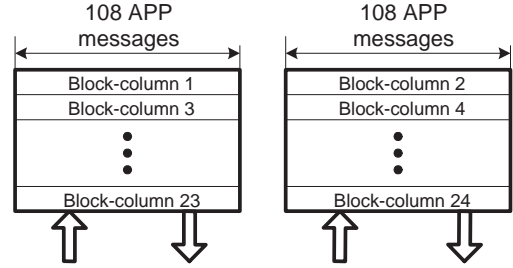 108 APP
messages
Block-column 1
Block-column 3
Block-column 23
108 APP
messages
Block-column 2
Block-column 4
Block-column 24